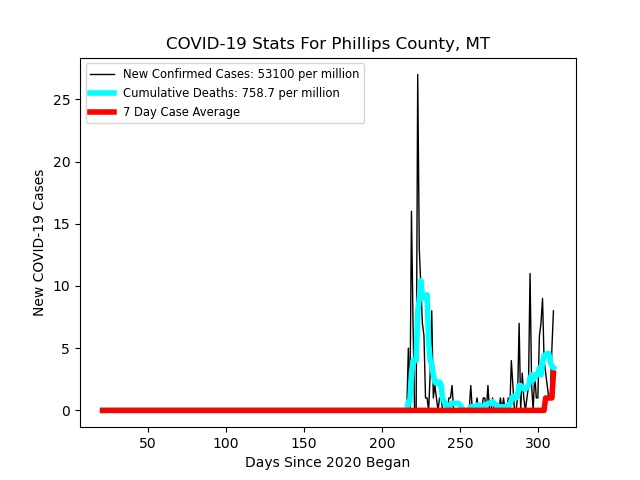 COVID-19 Stats For Phillips County, MT
New Confirmed Cases: 53100 per million
Cumulative Deaths: 758.7 per million
7 Day Case Average
New COVID-19 Cases
25
20
15
10
5
0
50 100 150 200 250 300
Days Since 2020 Began